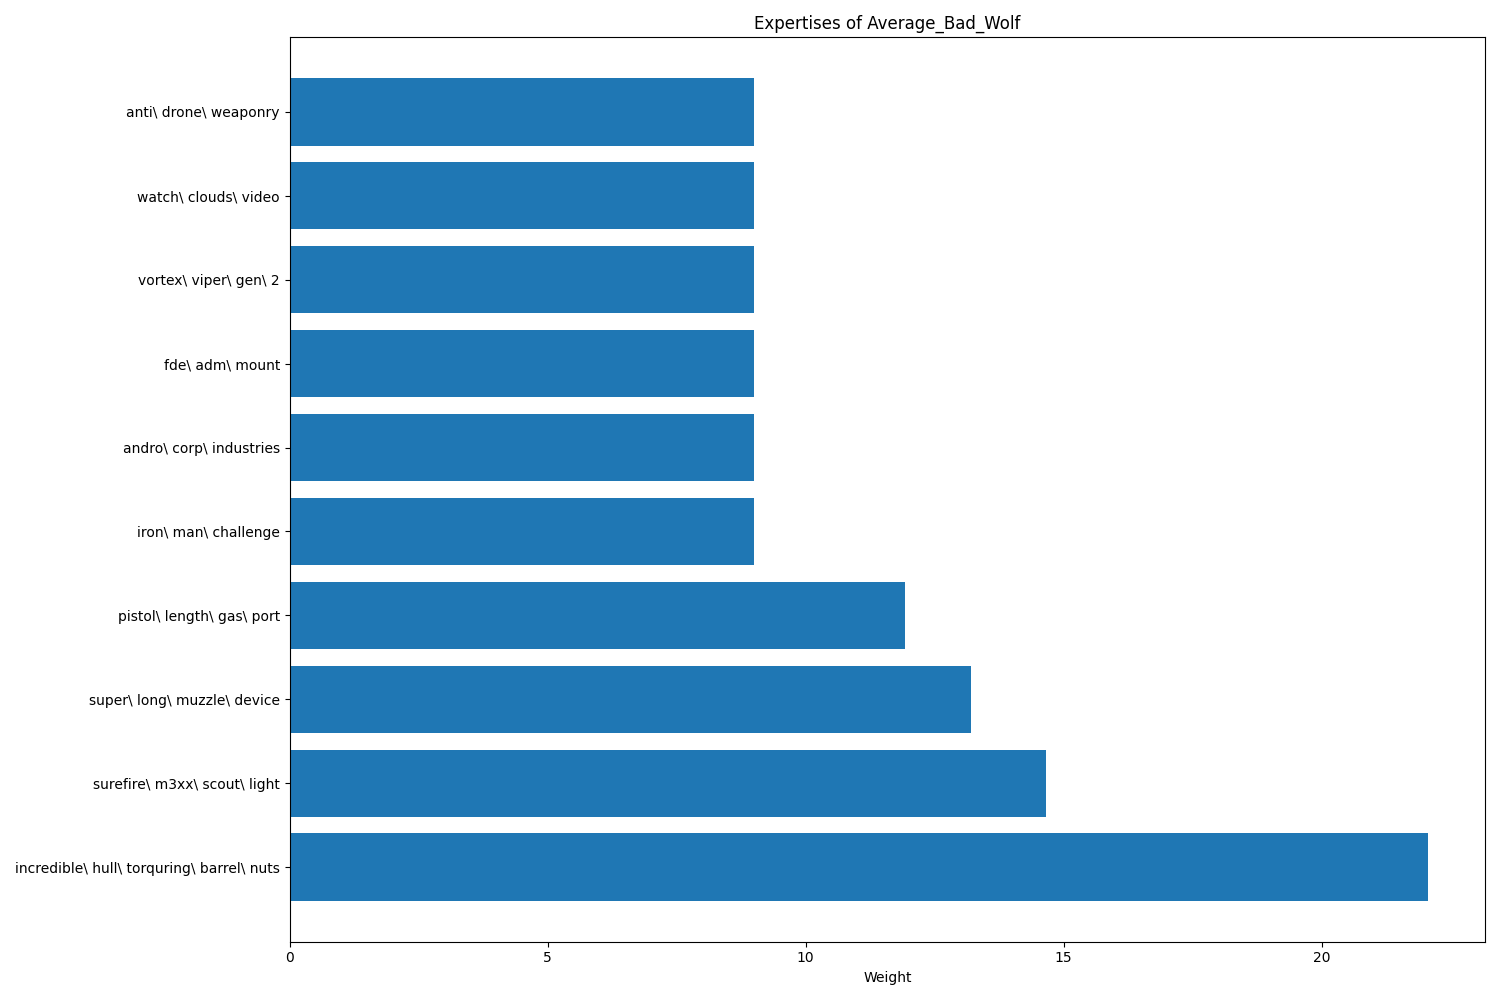 Expertises of Average_Bad_Wolf
anti\ drone\ weaponry
watch\ clouds\ video
vortex\ viper\ gen\ 2
fde\ adm\ mount
andro\ corp\ industries
iron\ man\ challenge
pistol\ length\ gas\ port
super\ long\ muzzle\ device
surefire\ m3xx\ scout\ light
incredible\ hull\ torquring\ barrel\ nuts
0 5 10 15 20
Weight